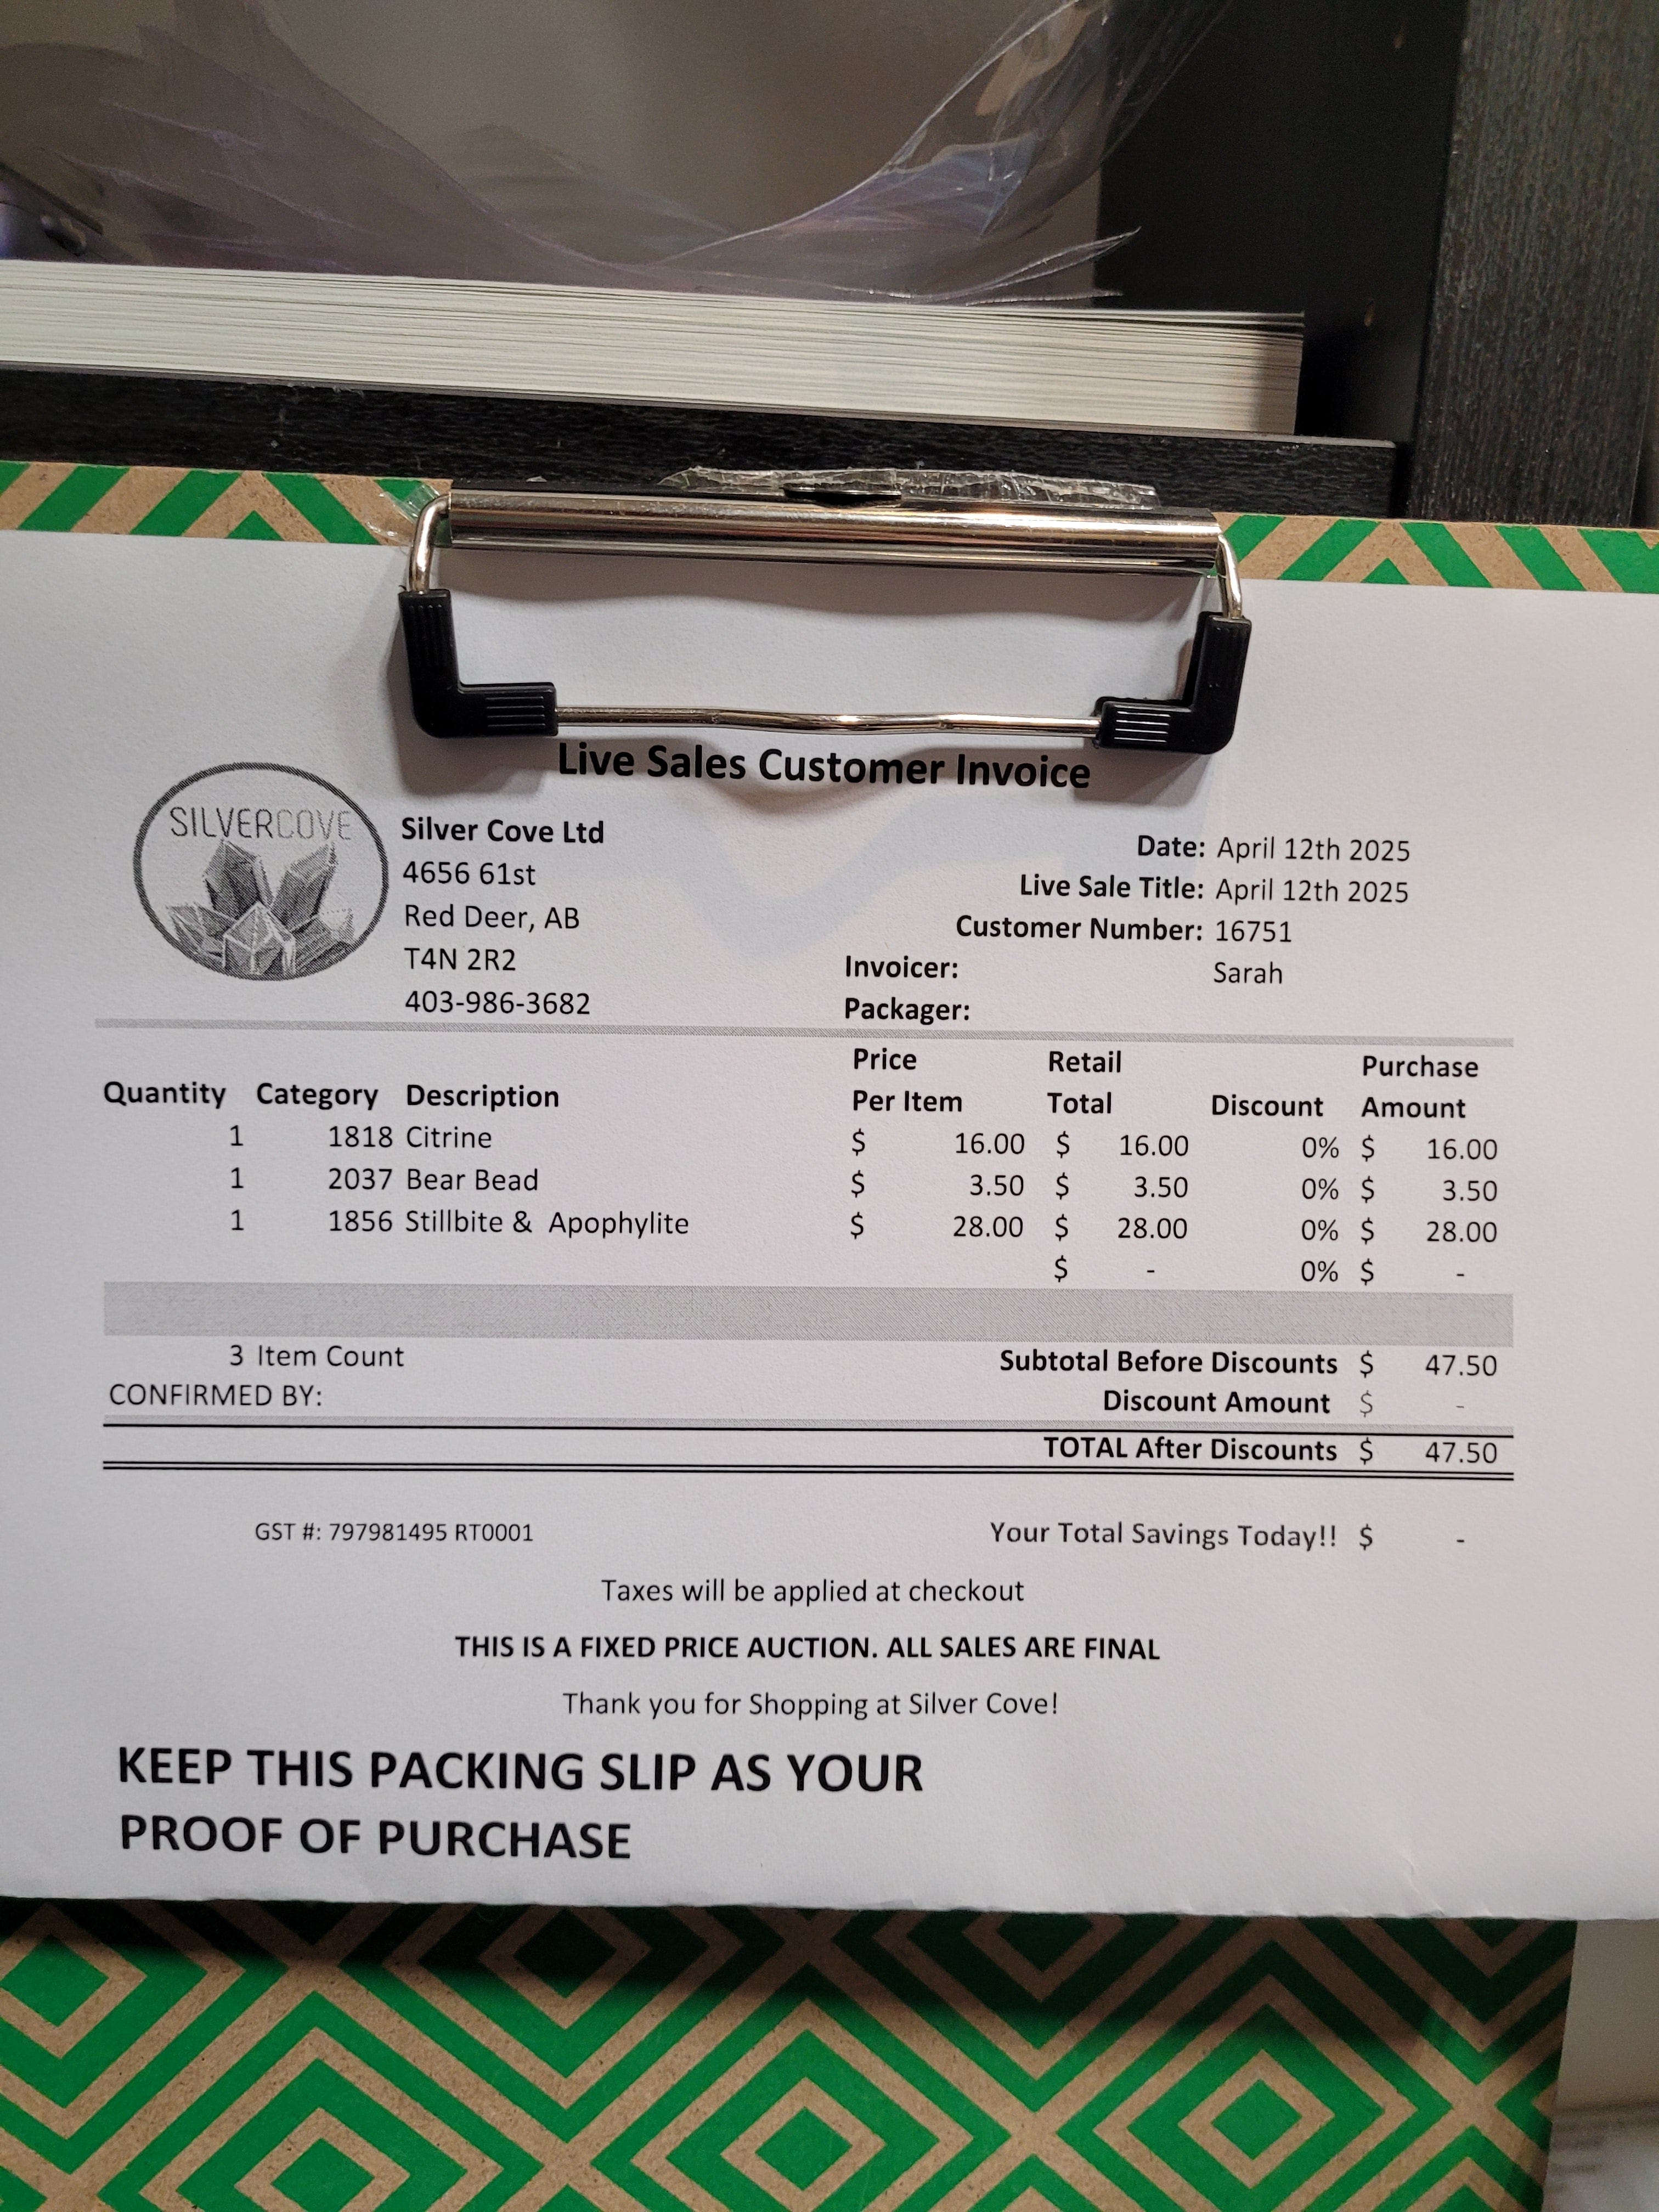 Live Sales Customer Invoice
SILVERCOVE
Silver Cove Ltd
4656 61st
Red Deer, AB
T4N 2R2
403-986-3682
Date: April 12th 2025
Live Sale Title: April 12th 2025
Customer Number: 16751
Invoicer: Sarah
Packager:
Quantity Category Description Price Per Item Retail Total Discount Purchase Amount
1 1818 Citrine $ 16.00 $ 16.00 0% $ 16.00
1 2037 Bear Bead $ 3.50 $ 3.50 0% $ 3.50
1 1856 Stillbite & Apophylite $ 28.00 $ 28.00 0% $ 28.00
$ - 0% $ -
3 Item Count Subtotal Before Discounts $ 47.50
CONFIRMED BY: Discount Amount $ -
TOTAL After Discounts $ 47.50
GST #: 797981495 RT0001 Your Total Savings Today!! $ -
Taxes will be applied at checkout
THIS IS A FIXED PRICE AUCTION. ALL SALES ARE FINAL
Thank you for Shopping at Silver Cove!
KEEP THIS PACKING SLIP AS YOUR
PROOF OF PURCHASE